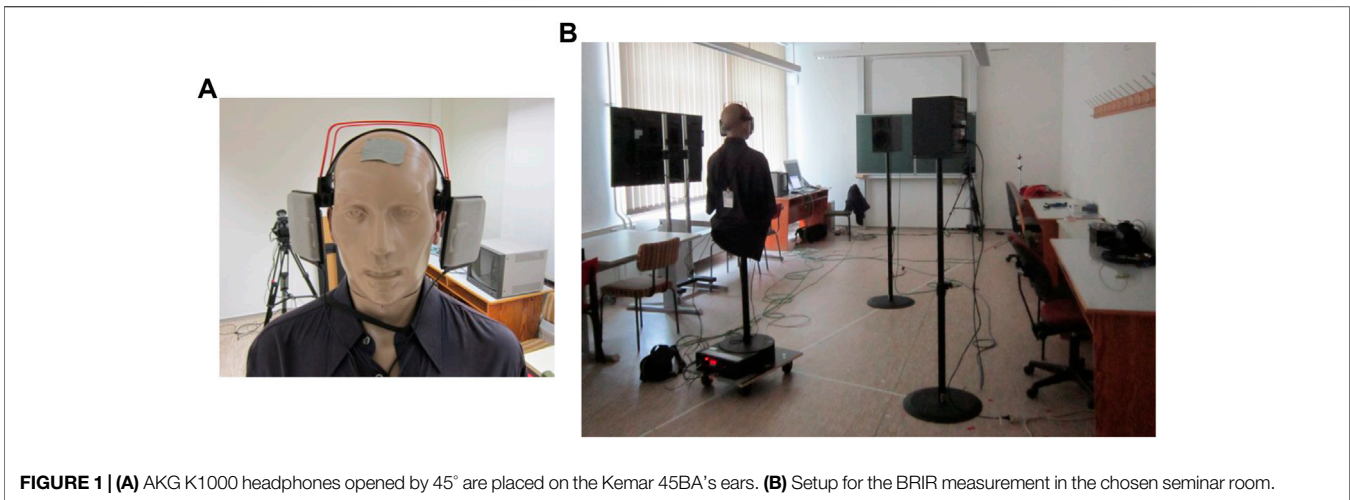 A
B
FIGURE 1 | (A) AKG K1000 headphones opened by 45° are placed on the Kemar 45BA's ears. (B) Setup for the BRIR measurement in the chosen seminar room.